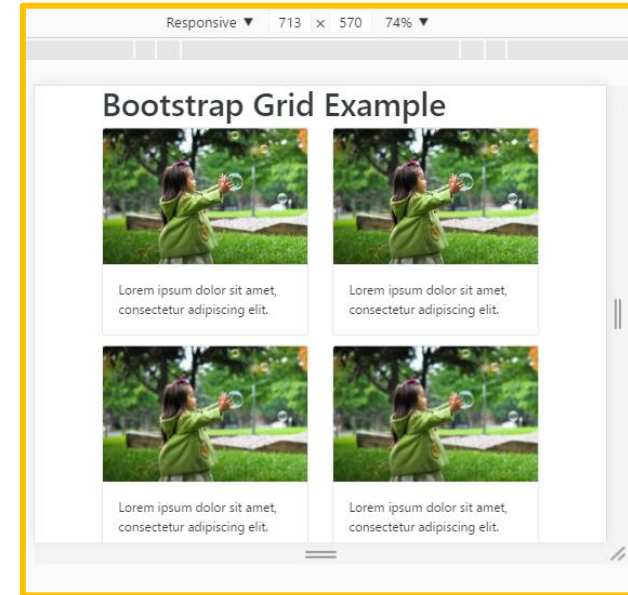 Responsive ▼ 713 × 570 74% ▼
Bootstrap Grid Example
Lorem ipsum dolor sit amet, Lorem ipsum dolor sit amet,
consectetur adipiscing elit. consectetur adipiscing elit.
Lorem ipsum dolor sit amet, Lorem ipsum dolor sit amet,
consectetur adipiscing elit. consectetur adipiscing elit.